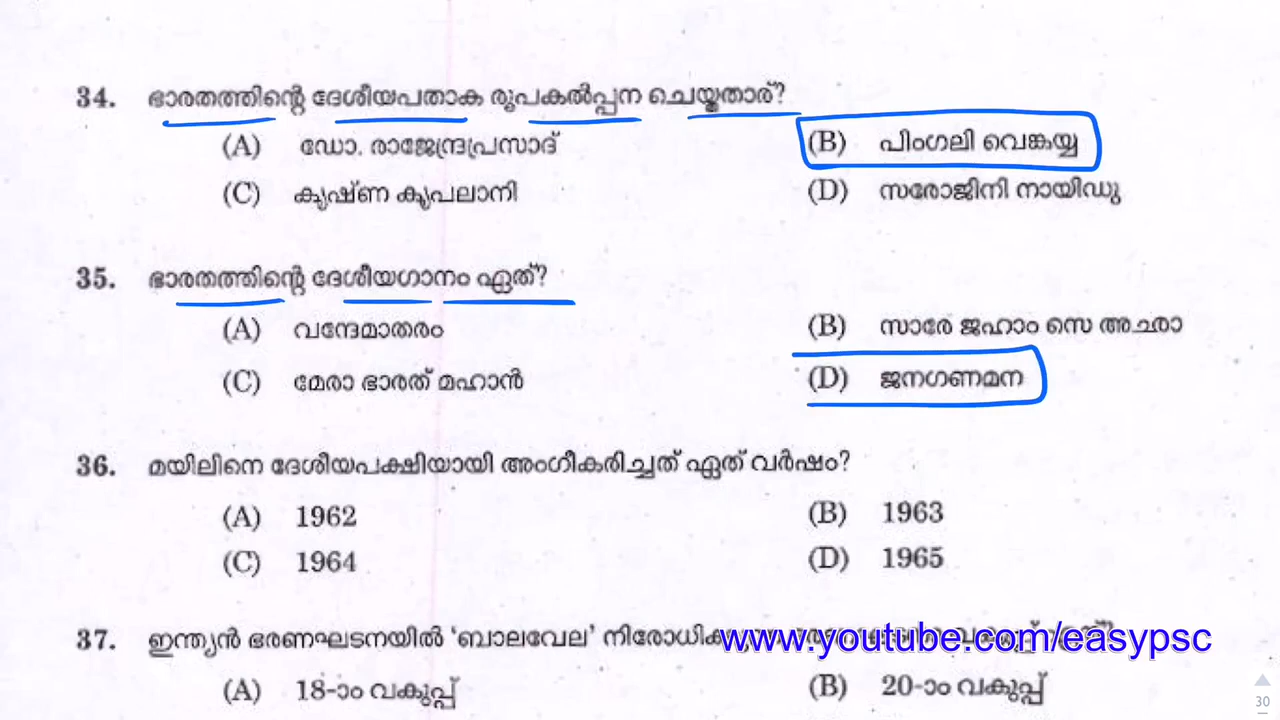 34. ഭാരതത്തിന്റെ ദേശീയപതാക രൂപകൽപ്പന ചെയ്തതാര്?
(A) ഡോ. രാജേന്ദ്രപ്രസാദ് (B) പിംഗലി വെങ്കയ്യ
(C) കൃഷ്ണ കൃപലാനി (D) സരോജിനി നായിഡു
35. ഭാരതത്തിന്റെ ദേശീയഗാനം ഏത്?
(A) വന്ദേമാതരം (B) സാരേ ജഹാം സെ അച്ഛാ
(C) മേരാ ഭാരത് മഹാൻ (D) ജനഗണമന
36. മയിലിനെ ദേശീയപക്ഷിയായി അംഗീകരിച്ചത് ഏത് വർഷം?
(A) 1962 (B) 1963
(C) 1964 (D) 1965
37. ഇന്ത്യൻ ഭരണഘടനയിൽ 'ബാലവേല' www.youtube.com/easypsc
(A) 18-ാം വകുപ്പ് (B) 20-ാം വകുപ്പ്
30